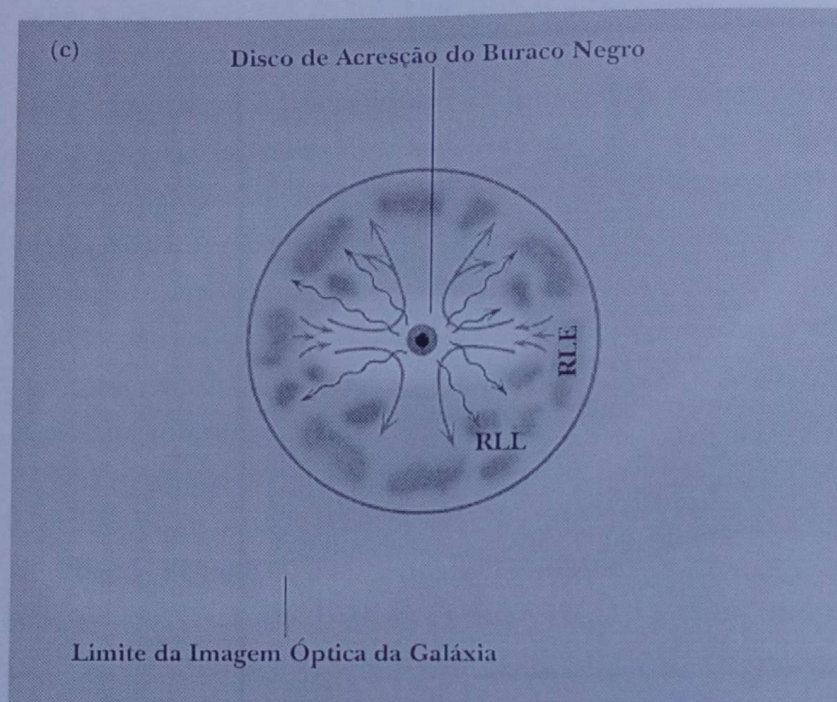 (c)
Disco de Acresção do Buraco Negro
RLE
RLL
Limite da Imagem Óptica da Galáxia